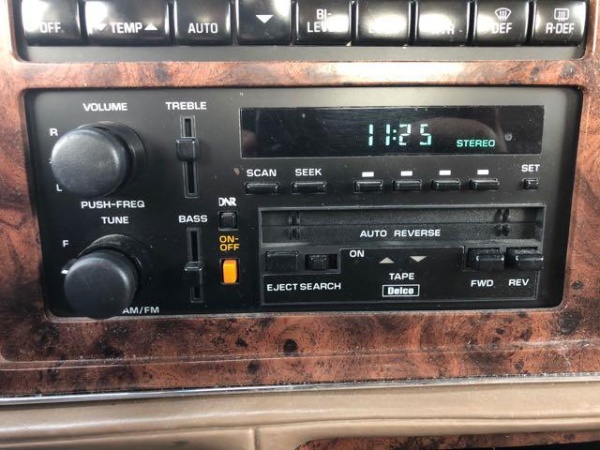 OFF TEMP AUTO BI-LEVEL DEF R-DEF
VOLUME TREBLE
11:25 STEREO
R
L
SCAN SEEK SET
PUSH-FREQ
TUNE BASS DNR
ON-OFF
AUTO REVERSE
F
ON
TAPE
EJECT SEARCH FWD REV
Delco
AM/FM